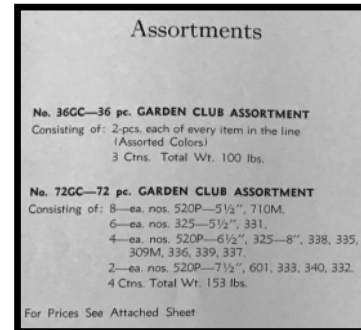 Assortments
No. 36GC—36 pc. GARDEN CLUB ASSORTMENT
Consisting of: 2-pcs. each of every item in the line
(Assorted Colors)
3 Ctns. Total Wt. 100 lbs.
No. 72GC—72 pc. GARDEN CLUB ASSORTMENT
Consisting of: 8—ea. nos. 520P—5½", 710M.
6—ea. nos. 325—5½", 331.
4—ea. nos. 520P—6½", 325—8", 338, 335,
309M, 336, 339, 337.
2—ea. nos. 520P—7½", 601, 333, 340, 332.
4 Ctns. Total Wt. 153 lbs.
For Prices See Attached Sheet